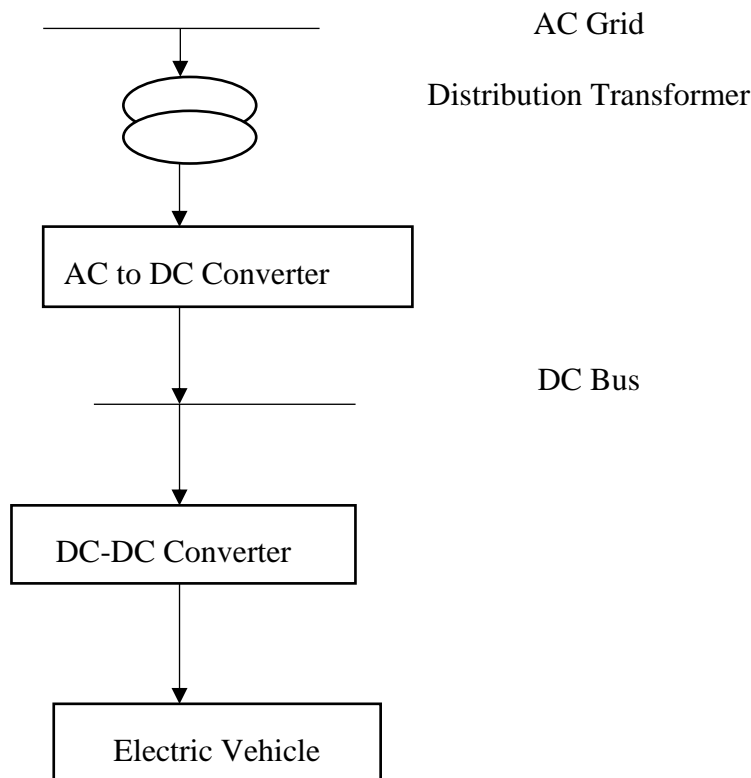 AC Grid
Distribution Transformer
AC to DC Converter
DC Bus
DC-DC Converter
Electric Vehicle